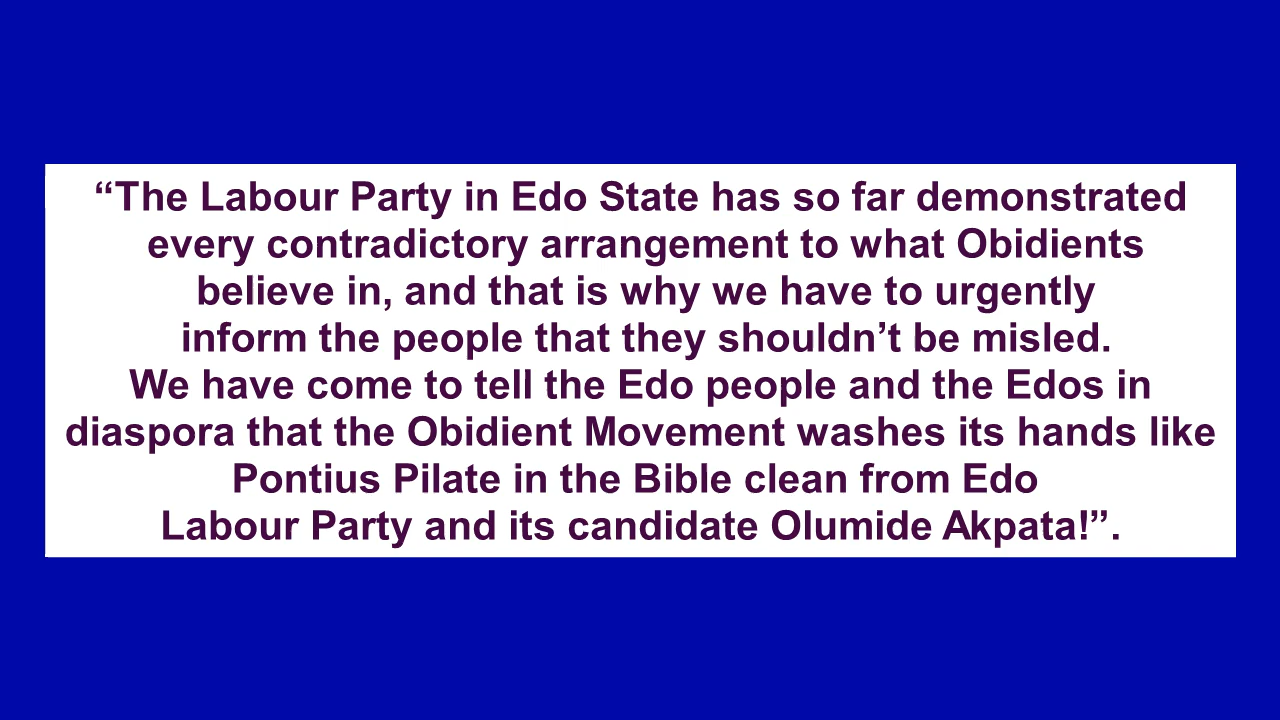 “The Labour Party in Edo State has so far demonstrated
every contradictory arrangement to what Obidients
believe in, and that is why we have to urgently
inform the people that they shouldn’t be misled.
We have come to tell the Edo people and the Edos in
diaspora that the Obidient Movement washes its hands like
Pontius Pilate in the Bible clean from Edo
Labour Party and its candidate Olumide Akpata!”.